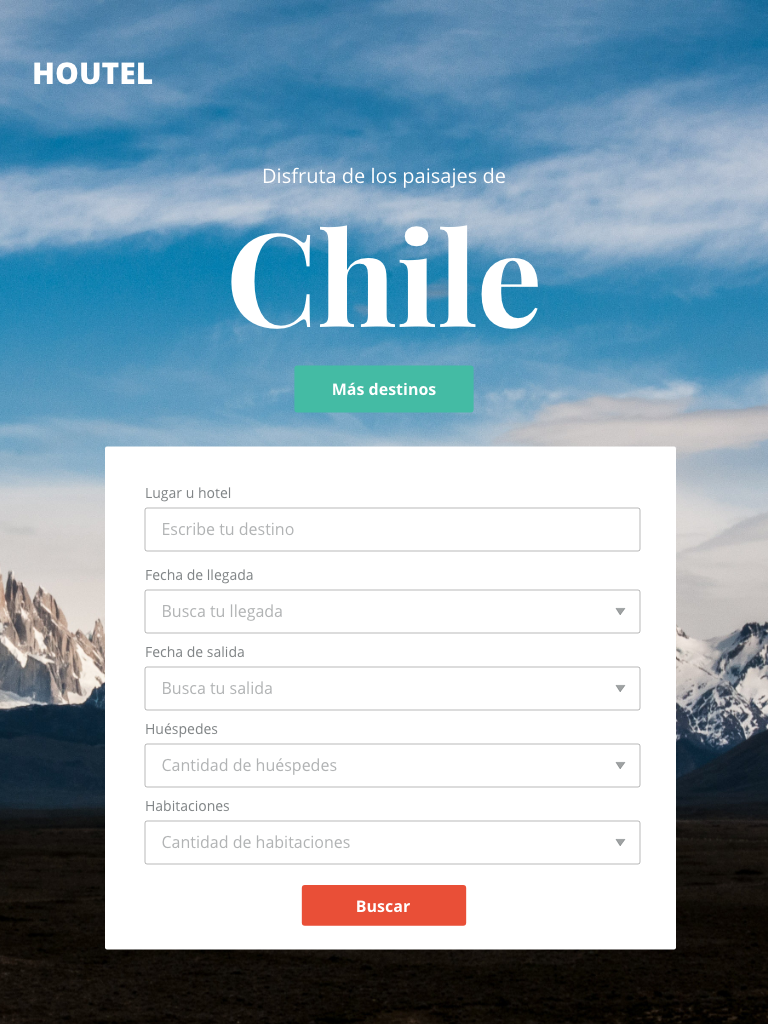 HOUTEL
Disfruta de los paisajes de
Chile
Más destinos
Lugar u hotel
Escribe tu destino
Fecha de llegada
Busca tu llegada
Fecha de salida
Busca tu salida
Huéspedes
Cantidad de huéspedes
Habitaciones
Cantidad de habitaciones
Buscar